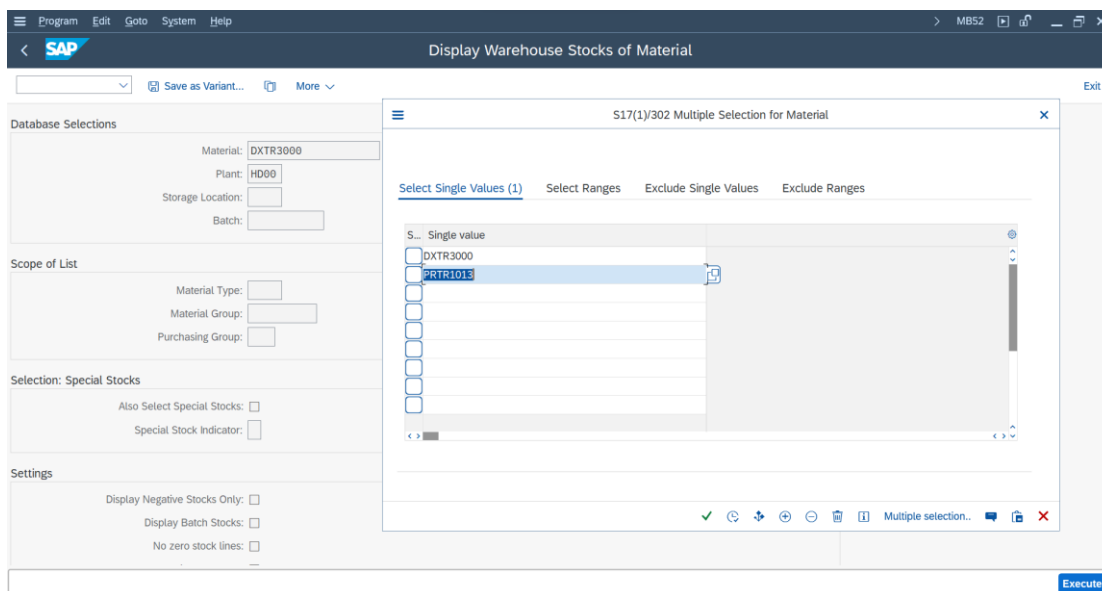 Program Edit Goto System Help
MB52
SAP
Display Warehouse Stocks of Material
Save as Variant... More
Exit
S17(1)/302 Multiple Selection for Material
Database Selections
Material: DXTR3000
Plant: HD00
Storage Location:
Batch:
Select Single Values (1) Select Ranges Exclude Single Values Exclude Ranges
S... Single value
DXTR3000
PRTR1013
Scope of List
Material Type:
Material Group:
Purchasing Group:
Selection: Special Stocks
Also Select Special Stocks:
Special Stock Indicator:
Settings
Display Negative Stocks Only:
Display Batch Stocks:
No zero stock lines:
Multiple selection..
Execute